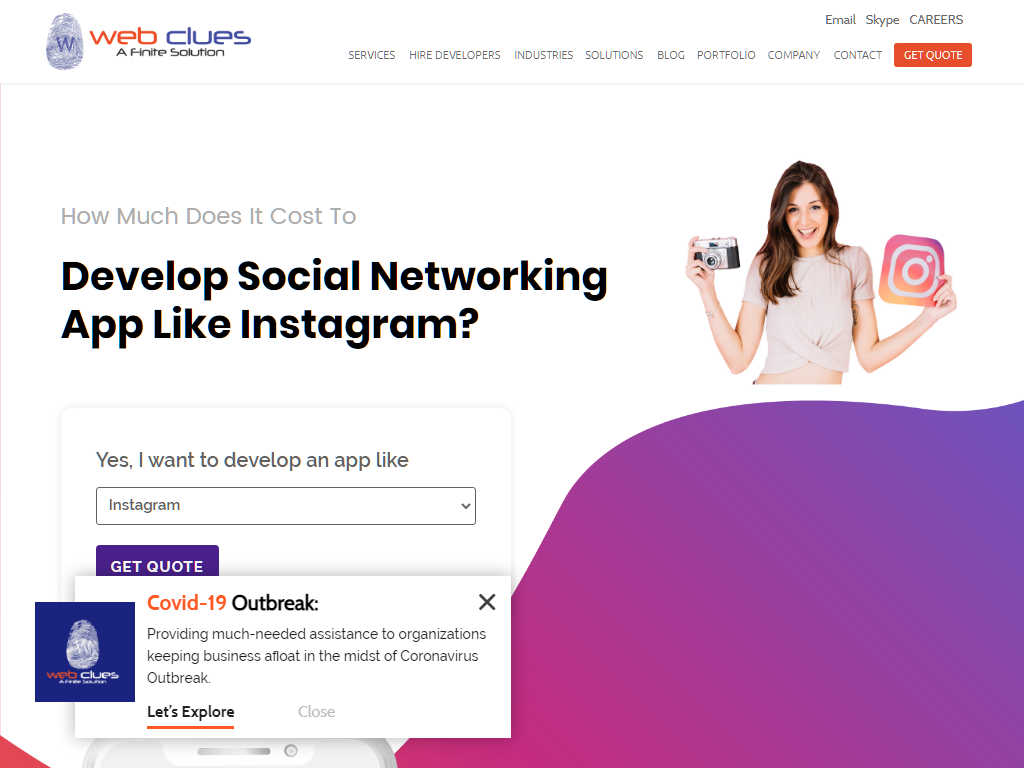 Email Skype CAREERS
W
web clues
A Finite Solution
SERVICES HIRE DEVELOPERS INDUSTRIES SOLUTIONS BLOG PORTFOLIO COMPANY CONTACT GET QUOTE
How Much Does It Cost To
Develop Social Networking
App Like Instagram?
Yes, I want to develop an app like
Instagram
GET QUOTE
Covid-19 Outbreak:
Providing much-needed assistance to organizations
keeping business afloat in the midst of Coronavirus
Outbreak.
W
web clues
A Finite Solution
Let's Explore Close